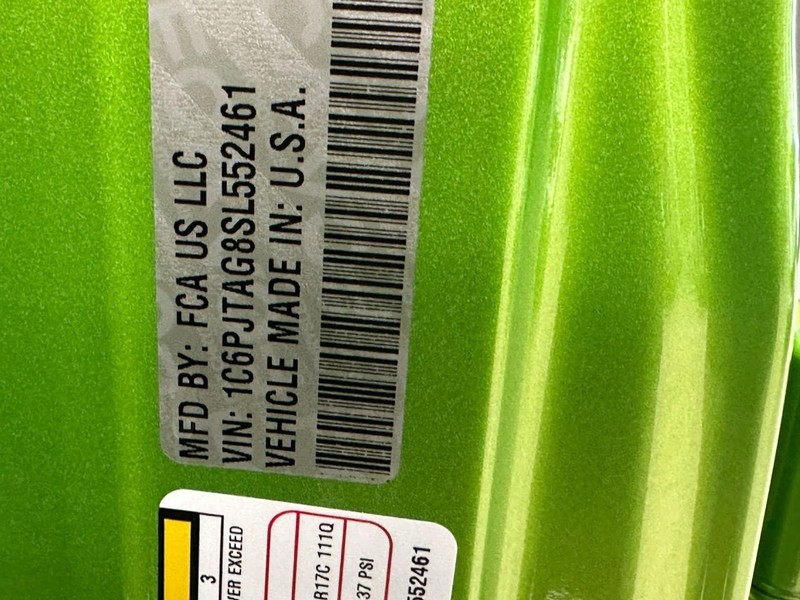 MFD BY: FCA US LLC
VIN: 1C6PJTAG8SL552461
VEHICLE MADE IN: U.S.A.
3
VER EXCEED
R17C 111Q
37 PSI
552461